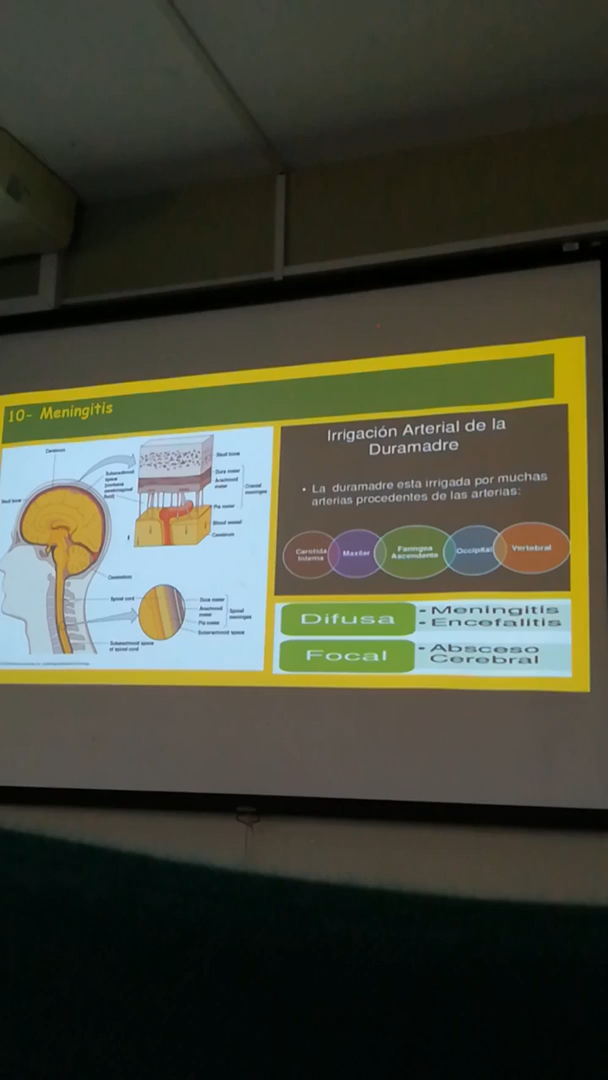 10- Meningitis
Cerebrum
Skull bone
Subarachnoid
space
(contains
cerebrospinal
fluid)
Skull bone
Dura mater
Arachnoid
mater
Cranial
meninges
Pia mater
Blood vessel
Cerebrum
Cerebellum
Spinal cord
Dura mater
Arachnoid
mater
Pia mater
Subarachnoid space
Spinal
meninges
Subarachnoid space
of spinal cord
Irrigación Arterial de la
Duramadre
• La duramadre esta irrigada por muchas
arterias procedentes de las arterias:
Carotida
Interna
Maxilar
Faringea
Ascendente
Occipital
Vertebral
Difusa
• Meningitis
• Encefalitis
Focal
• Absceso
Cerebral